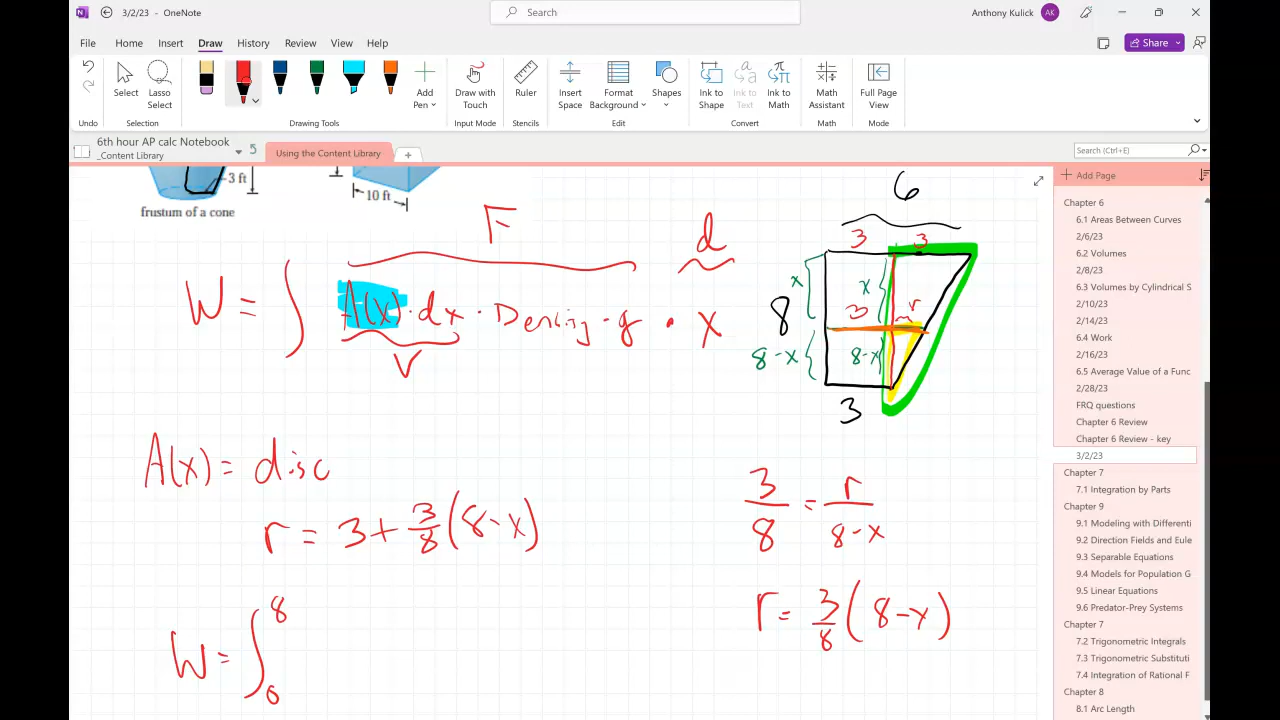 3/2/23 - OneNote
Search
Anthony Kulick
AK
File Home Insert Draw History Review View Help
Share
Undo
Select
Lasso Select
Add Pen
Draw with Touch
Ruler
Insert Space
Format Background
Shapes
Ink to Shape
Ink to Text
Ink to Math
Math Assistant
Full Page View
Undo Selection Drawing Tools Input Mode Stencils Edit Convert Math Mode
6th hour AP calc Notebook
_Content Library
5
Using the Content Library
+
Search (Ctrl+E)
Add Page
Chapter 6
6.1 Areas Between Curves
2/6/23
6.2 Volumes
2/8/23
6.3 Volumes by Cylindrical S
2/10/23
2/14/23
6.4 Work
2/16/23
6.5 Average Value of a Func
2/28/23
FRQ questions
Chapter 6 Review
Chapter 6 Review - key
3/2/23
Chapter 7
7.1 Integration by Parts
Chapter 9
9.1 Modeling with Differenti
9.2 Direction Fields and Eule
9.3 Separable Equations
9.4 Models for Population G
9.5 Linear Equations
9.6 Predator-Prey Systems
Chapter 7
7.2 Trigonometric Integrals
7.3 Trigonometric Substituti
7.4 Integration of Rational F
Chapter 8
8.1 Arc Length
3 ft
frustum of a cone
10 ft
F
d
W = ∫ A(x) · dx · Density · g · x
V
6
3 3
x x
8 3 r
8-x 8-x
3
A(x) = disc
r = 3 + 3/8 (8-x)
W = ∫
8
0
3/8 = r/8-x
r = 3/8 (8-x)